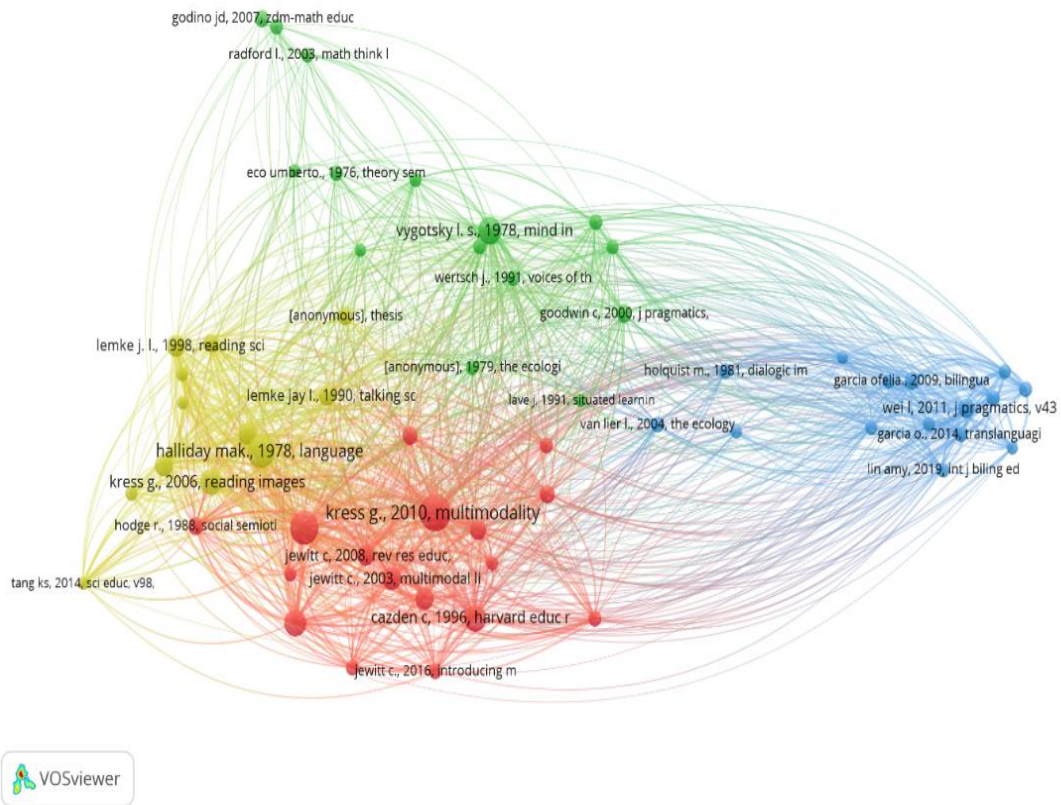 godino jd, 2007, zdm-math educ
radford l., 2003, math think l
eco umberto., 1976, theory sem
vygotsky l. s., 1978, mind in
wertsch j., 1991, voices of th
[anonymous], thesis
goodwin c, 2000, j pragmatics,
lemke j. l., 1998, reading sci
[anonymous], 1979, the ecologi
holquist m., 1981, dialogic im
garcia ofelia., 2009, bilingua
lemke jay l., 1990, talking sc
lave j, 1991, situated learnin
wei l, 2011, j pragmatics, v43
van lier l., 2004, the ecology
garcia o., 2014, translanguagi
halliday mak., 1978, language
lin amy, 2019, int j biling ed
kress g., 2006, reading images
kress g., 2010, multimodality
hodge r., 1988, social semioti
jewitt c, 2008, rev res educ,
tang ks, 2014, sci educ, v98,
jewitt c., 2003, multimodal li
cazden c, 1996, harvard educ r
jewitt c., 2016, introducing m
VOSviewer